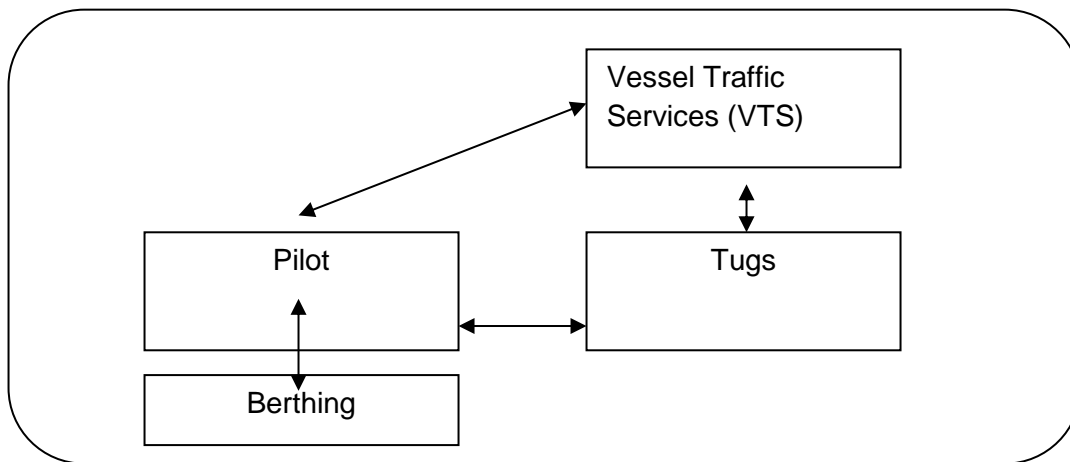 Vessel Traffic
Services (VTS)
Pilot
Tugs
Berthing